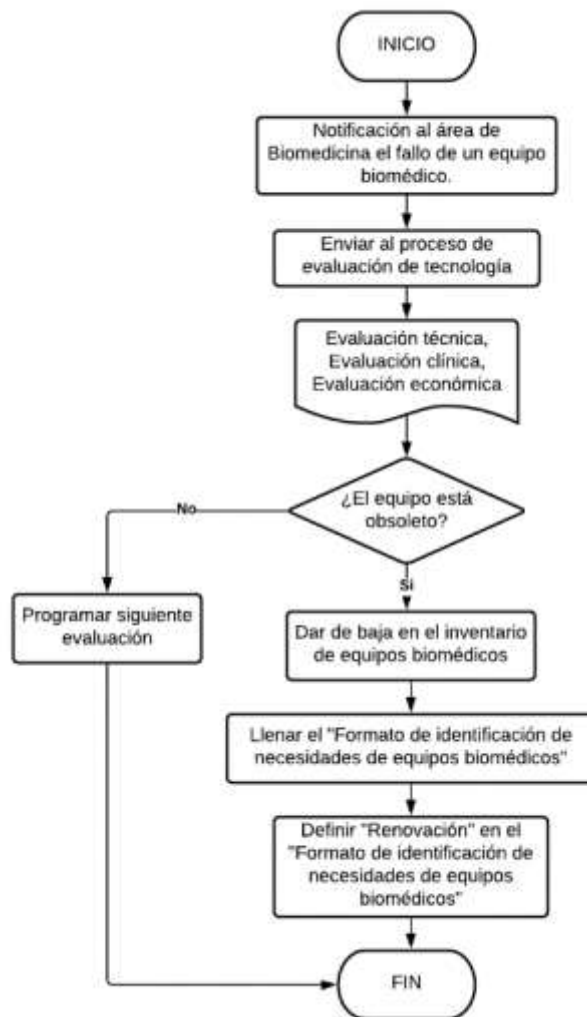 INICIO
Notificación al área de
Biomedicina el fallo de un equipo
biomédico.
Enviar al proceso de
evaluación de tecnología
Evaluación técnica,
Evaluación clínica,
Evaluación económica
¿El equipo está
obsoleto?
No
Si
Programar siguiente
evaluación
Dar de baja en el inventario
de equipos biomédicos
Llenar el "Formato de identificación de
necesidades de equipos biomédicos"
Definir "Renovación" en el
"Formato de identificación de
necesidades de equipos
biomédicos"
FIN